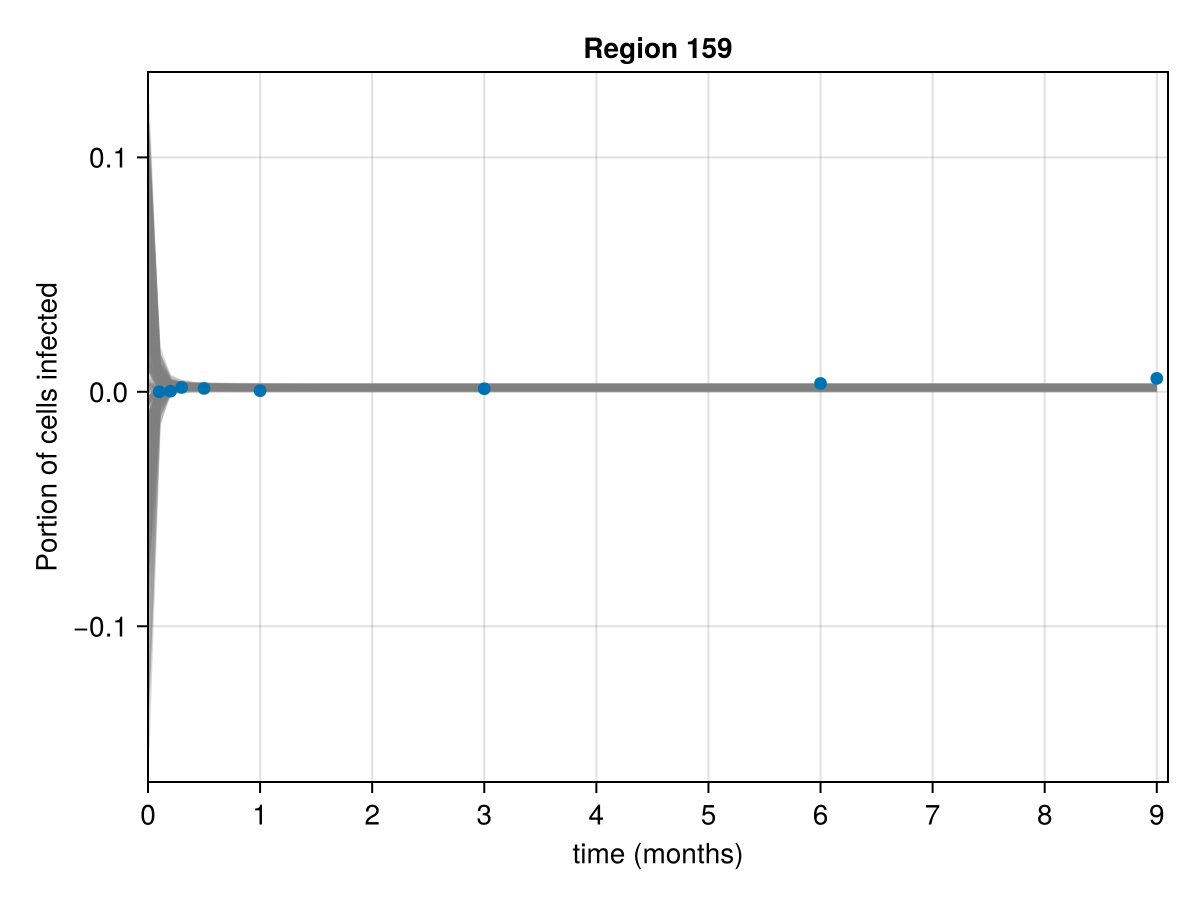 Region 159
Portion of cells infected
0.1
0.0
−0.1
0 1 2 3 4 5 6 7 8 9
time (months)